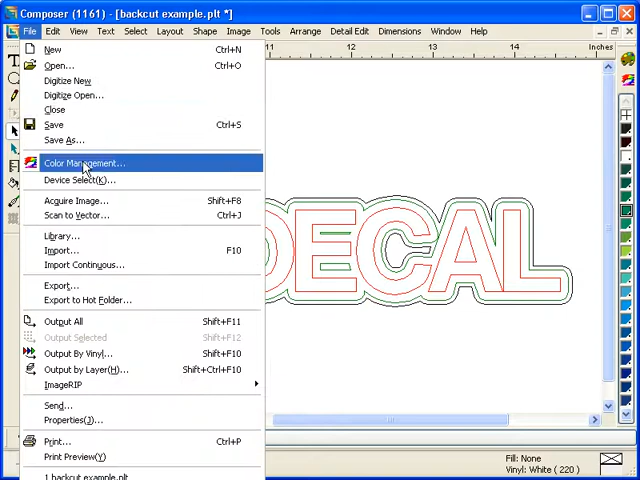 Composer (1161) - [backcut example.plt *]
File Edit View Text Select Layout Shape Image Tools Arrange Detail Edit Dimensions Window Help
11 12 13 14 Inches
New Ctrl+N
Open... Ctrl+O
Digitize New
Digitize Open...
Close
Save Ctrl+S
Save As...
Color Management...
Device Select(K)...
Acquire Image... Shift+F8
Scan to Vector... Ctrl+J
Library...
Import... F10
Import Continuous...
Export...
Export to Hot Folder...
Output All Shift+F11
Output Selected Shift+F12
Output By Vinyl... Shift+F10
Output by Layer(H)... Shift+Ctrl+F10
ImageRIP
Send...
Properties(J)...
Print... Ctrl+P
Print Preview(Y)
1 backcut example.plt
DECAL
Fill: None
Vinyl: White ( 220 )